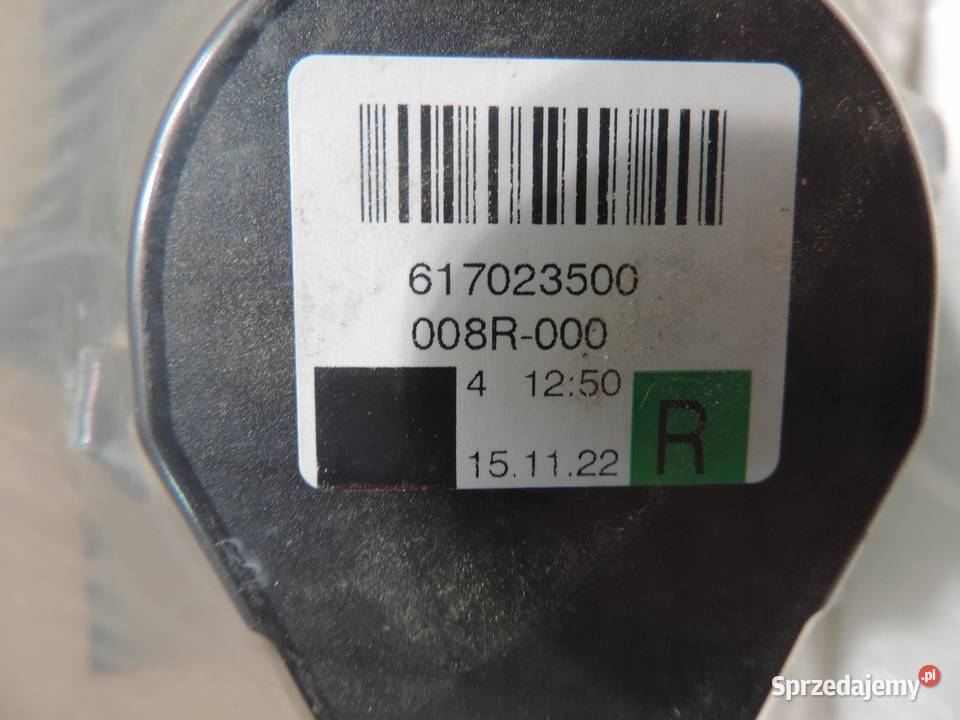 617023500
008R-000
4 12:50
15.11.22 R
Sprzedajemy.pl